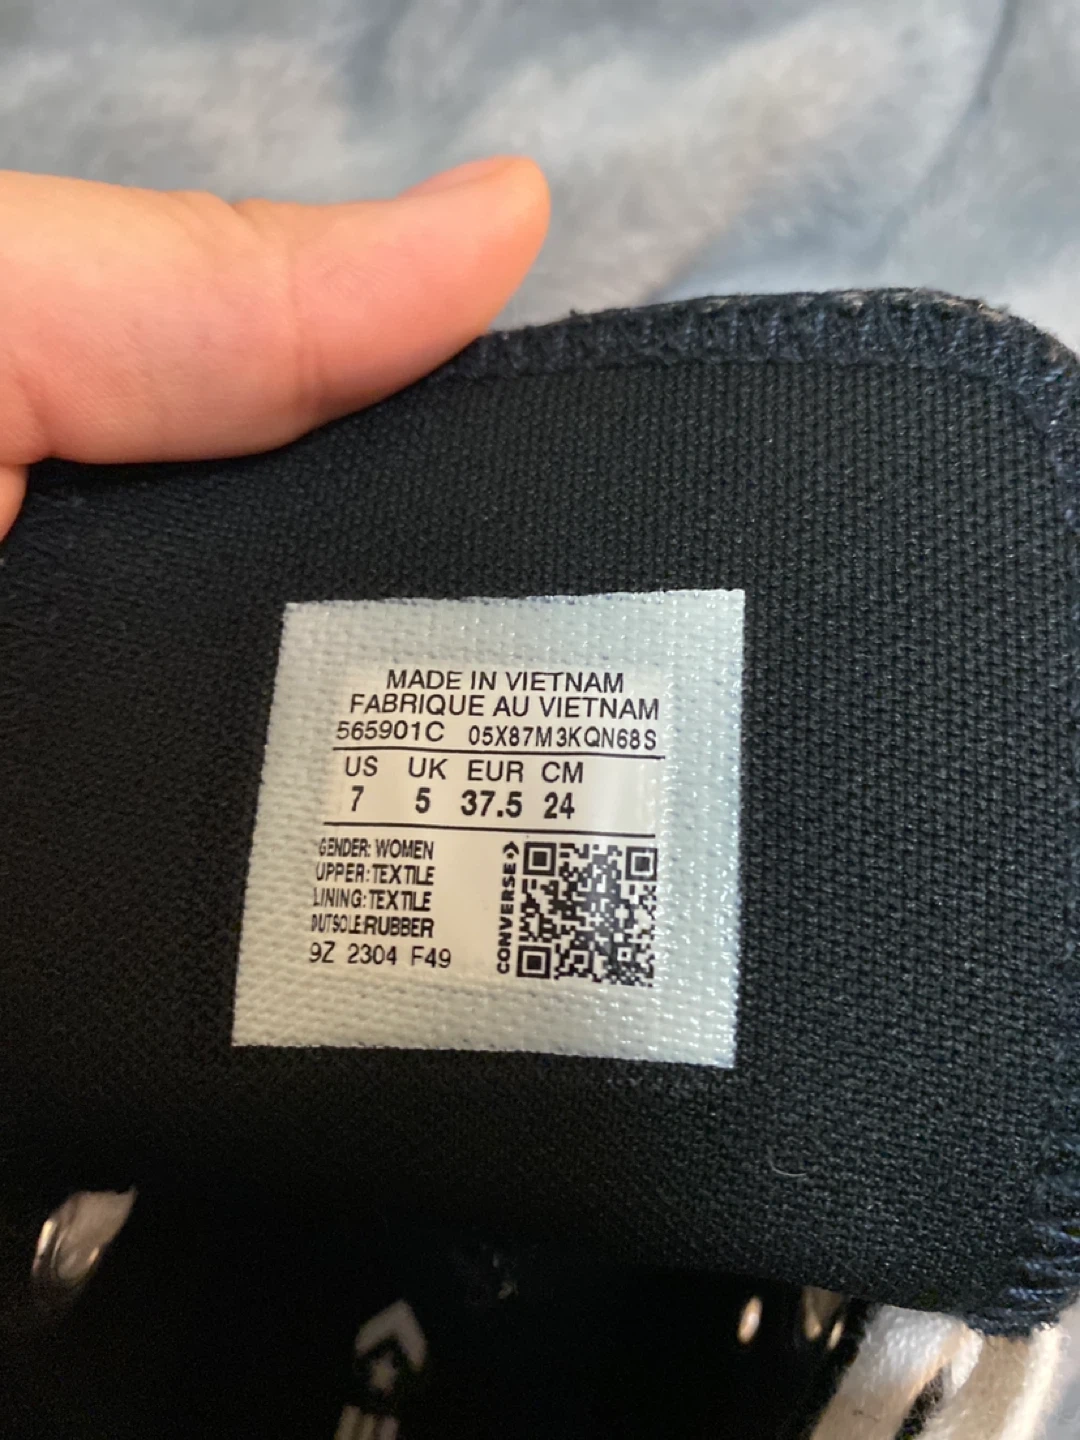 MADE IN VIETNAM
FABRIQUE AU VIETNAM
565901C 05X87M3KQN68S
US UK EUR CM
7 5 37.5 24
GENDER: WOMEN
UPPER: TEXTILE
LINING: TEXTILE
OUTSOLE: RUBBER
9Z 2304 F49
CONVERSE